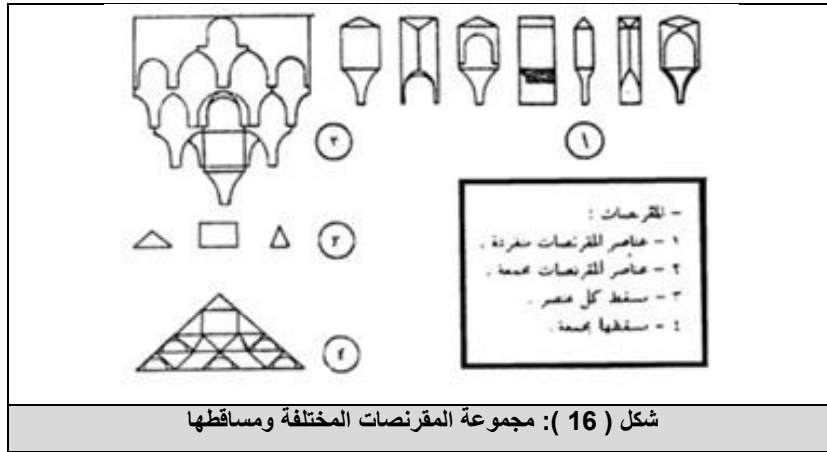 ١
٢
٣
٤
- المقرنصات :
١ - عناصر المقرنصات مفردة .
٢ - عناصر المقرنصات مجمعة .
٣ - مسقط كل عنصر .
٤ - مسقطها مجمعة .
شكل ( 16 ): مجموعة المقرنصات المختلفة ومساقطها